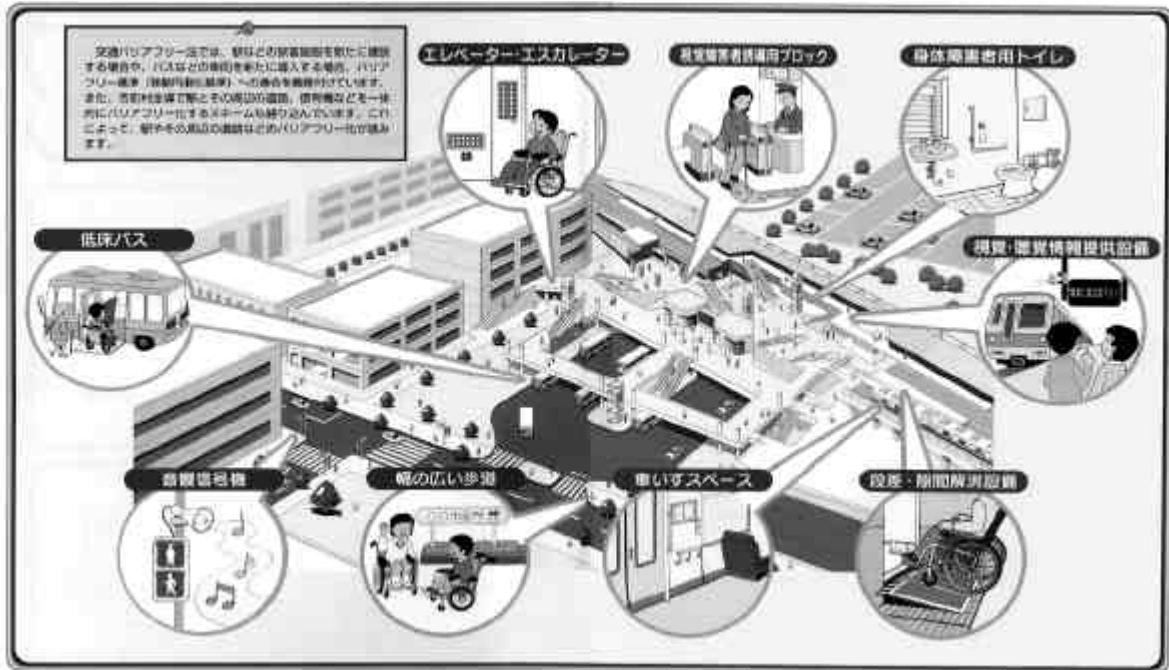 交通バリアフリー法では、駅などの旅客施設を新たに建設
する場合や、バスなどの車両を新たに導入する場合、バリア
フリー基準（移動円滑化基準）への適合を義務付けています。
また、市町村主導で駅とその周辺の道路、信号機などを一体
的にバリアフリー化するスキームも盛り込んでいます。これ
によって、駅やその周辺の道路などのバリアフリー化が進み
ます。
エレベーター・エスカレーター
視覚障害者誘導用ブロック
身体障害者用トイレ
低床バス
視覚・聴覚情報提供設備
音響信号機
幅の広い歩道
車いすスペース
段差・隙間解消設備